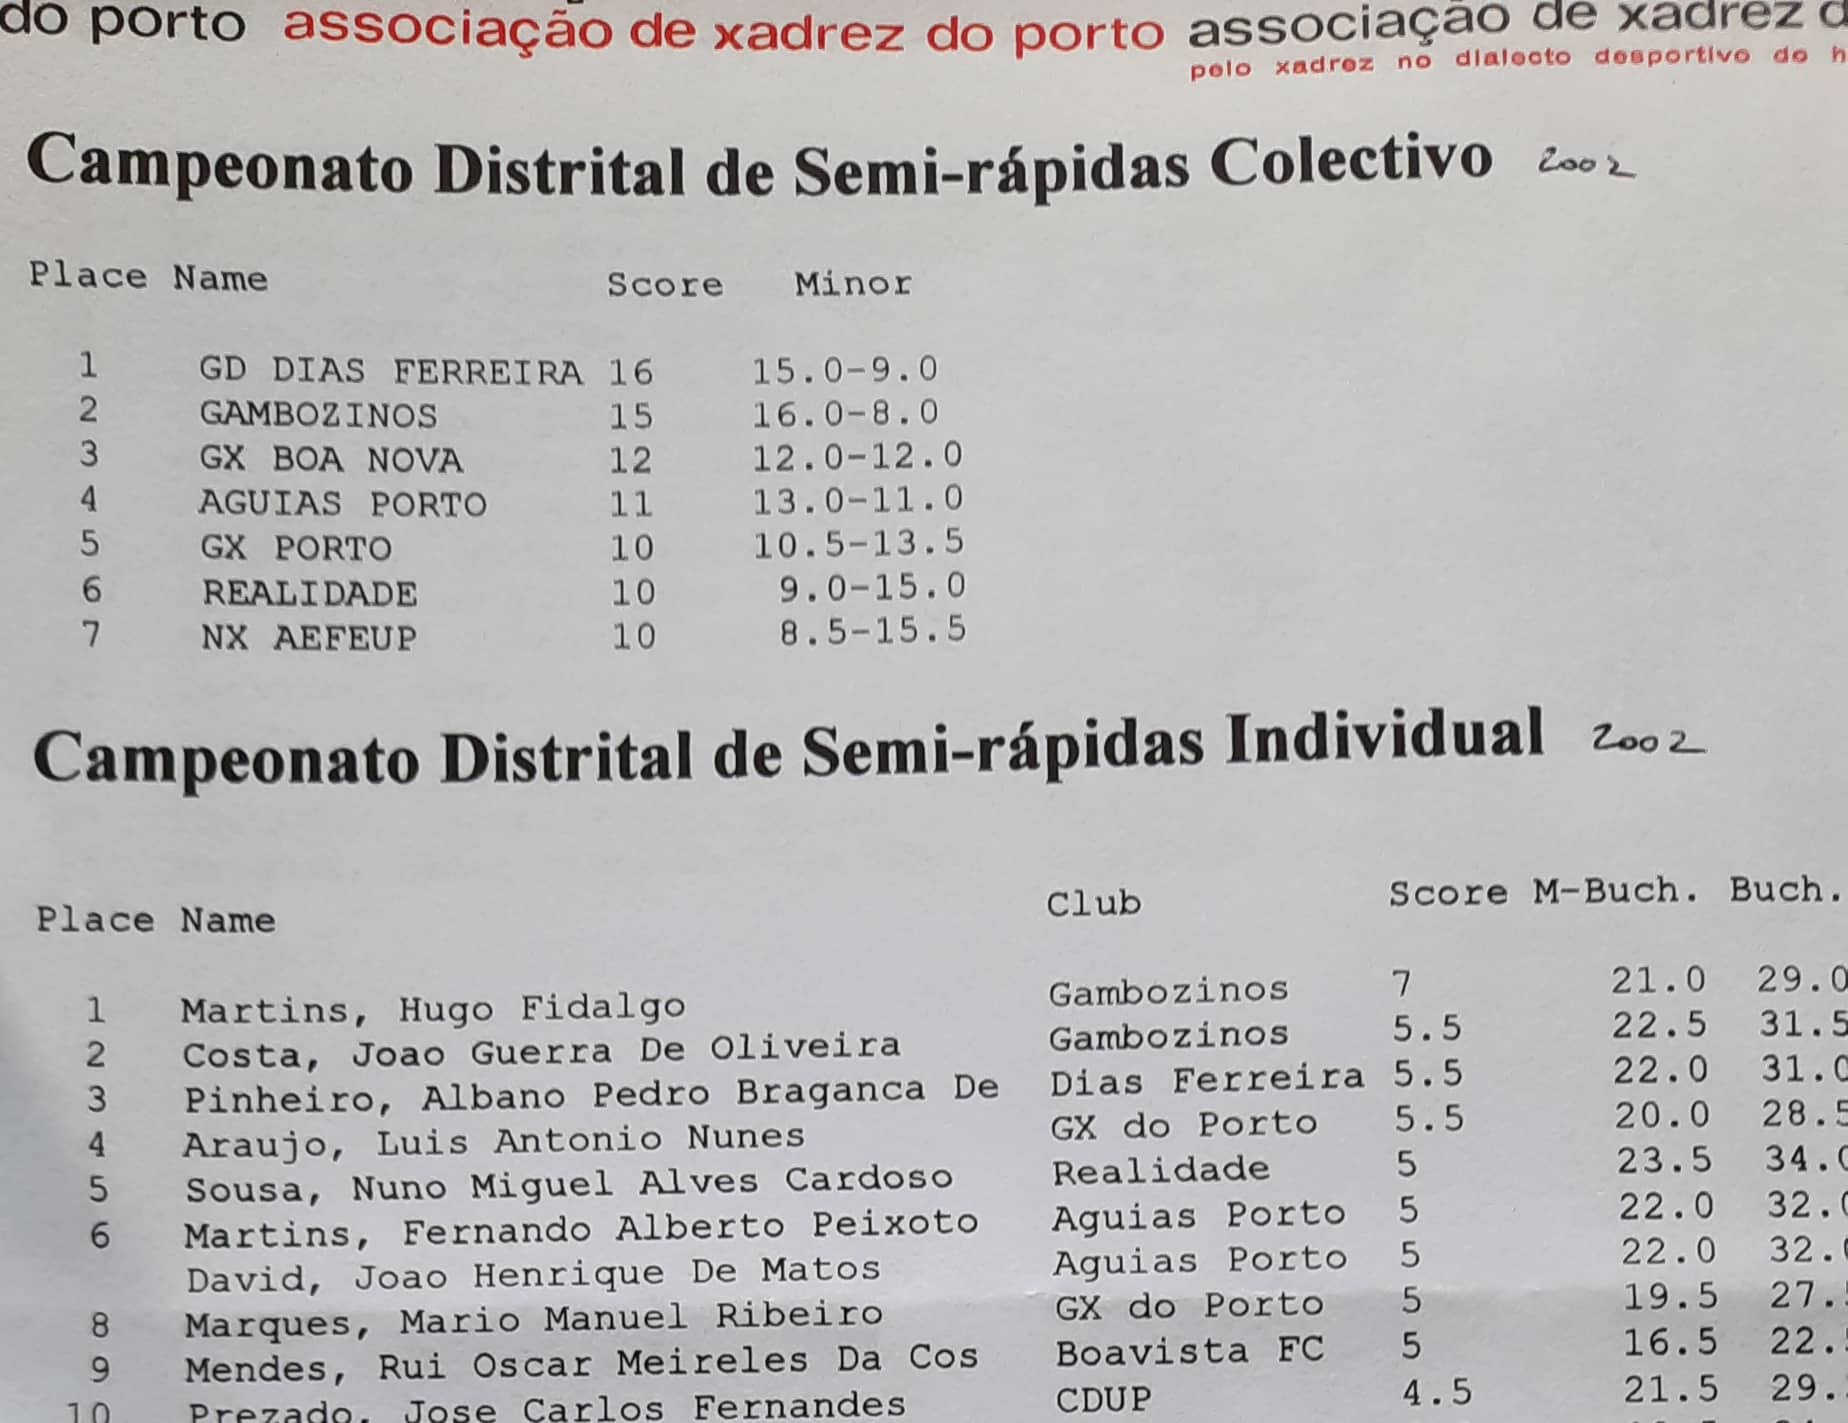 do porto associação de xadrez do porto associação de xadrez d
pelo xadrez no dialecto desportivo do h
Campeonato Distrital de Semi-rápidas Colectivo 2002
Place Name Score Minor
1 GD DIAS FERREIRA 16 15.0-9.0
2 GAMBOZINOS 15 16.0-8.0
3 GX BOA NOVA 12 12.0-12.0
4 AGUIAS PORTO 11 13.0-11.0
5 GX PORTO 10 10.5-13.5
6 REALIDADE 10 9.0-15.0
7 NX AEFEUP 10 8.5-15.5
Campeonato Distrital de Semi-rápidas Individual 2002
Place Name Club Score M-Buch. Buch.
1 Martins, Hugo Fidalgo Gambozinos 7 21.0 29.0
2 Costa, Joao Guerra De Oliveira Gambozinos 5.5 22.5 31.5
3 Pinheiro, Albano Pedro Braganca De Dias Ferreira 5.5 22.0 31.0
4 Araujo, Luis Antonio Nunes GX do Porto 5.5 20.0 28.5
5 Sousa, Nuno Miguel Alves Cardoso Realidade 5 23.5 34.0
6 Martins, Fernando Alberto Peixoto Aguias Porto 5 22.0 32.0
David, Joao Henrique De Matos Aguias Porto 5 22.0 32.
8 Marques, Mario Manuel Ribeiro GX do Porto 5 19.5 27.
9 Mendes, Rui Oscar Meireles Da Cos Boavista FC 5 16.5 22.
10 Prezado, Jose Carlos Fernandes CDUP 4.5 21.5 29.